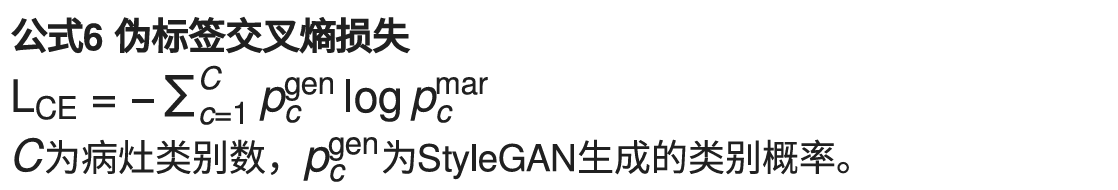 公式6 伪标签交叉熵损失
L_CE = − ∑_{c=1}^{C} p_c^{gen} log p_c^{mar}
C为病灶类别数，p_c^{gen}为StyleGAN生成的类别概率。